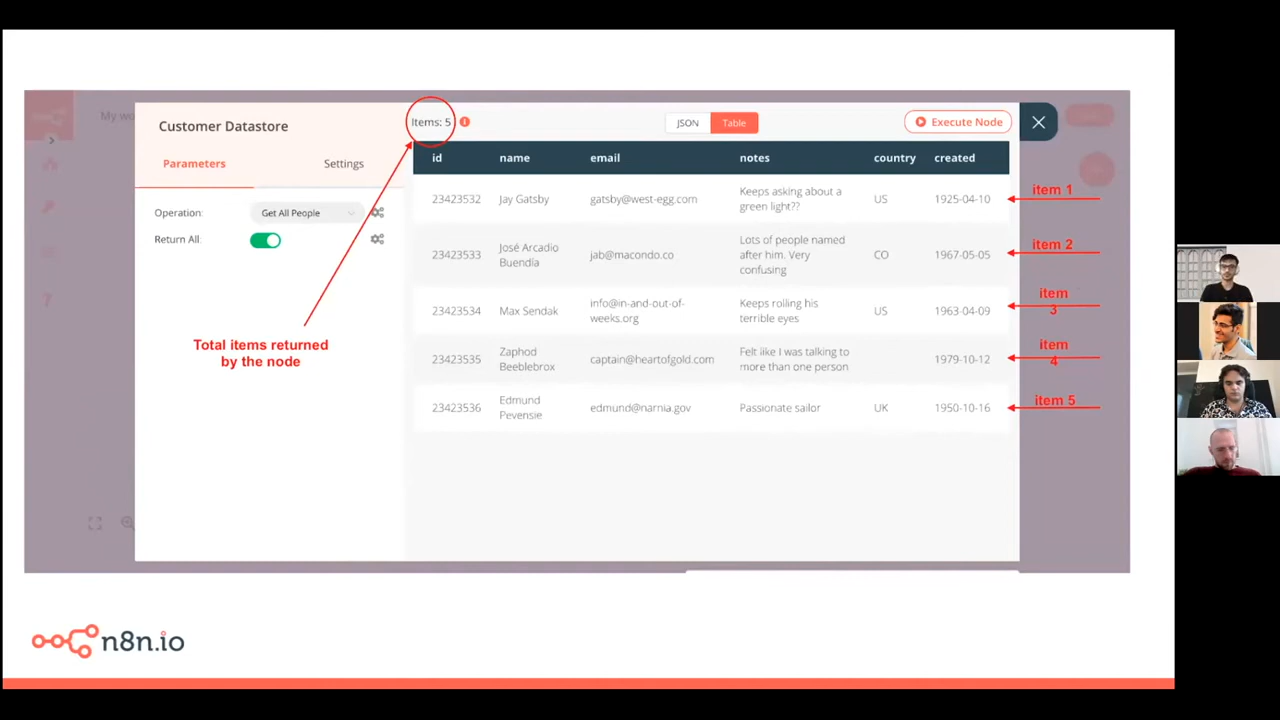 My wo
Customer Datastore
Items: 5
JSON
Table
Execute Node
Parameters
Settings
id name email notes country created
Operation: Get All People
Return All:
23423532 Jay Gatsby gatsby@west-egg.com Keeps asking about a
green light?? US 1925-04-10
item 1
23423533 José Arcadio
Buendía jab@macondo.co Lots of people named
after him. Very
confusing CO 1967-05-05
item 2
23423534 Max Sendak info@in-and-out-of-
weeks.org Keeps rolling his
terrible eyes US 1963-04-09
item
3
23423535 Zaphod
Beeblebrox captain@heartofgold.com Felt like I was talking to
more than one person 1979-10-12
item
4
23423536 Edmund
Pevensie edmund@narnia.gov Passionate sailor UK 1950-10-16
item 5
Total items returned
by the node
n8n.io